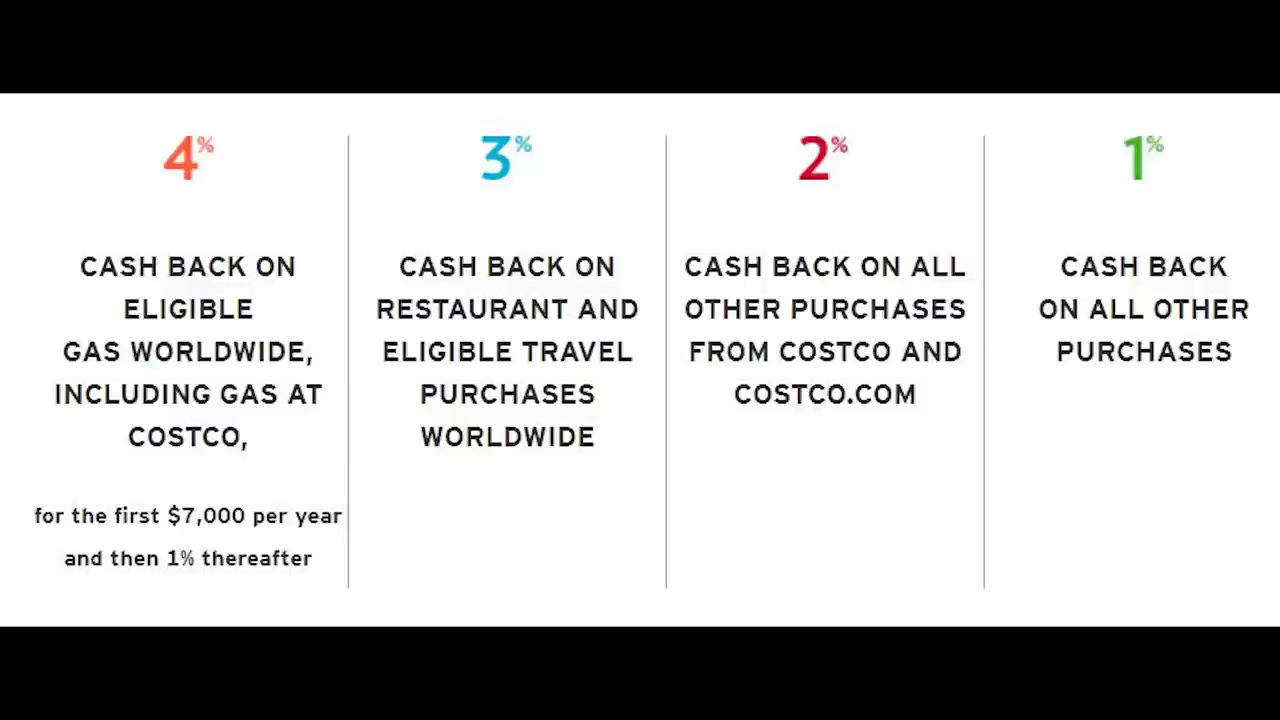 4%
CASH BACK ON
ELIGIBLE
GAS WORLDWIDE,
INCLUDING GAS AT
COSTCO,
for the first $7,000 per year
and then 1% thereafter
3%
CASH BACK ON
RESTAURANT AND
ELIGIBLE TRAVEL
PURCHASES
WORLDWIDE
2%
CASH BACK ON ALL
OTHER PURCHASES
FROM COSTCO AND
COSTCO.COM
1%
CASH BACK
ON ALL OTHER
PURCHASES